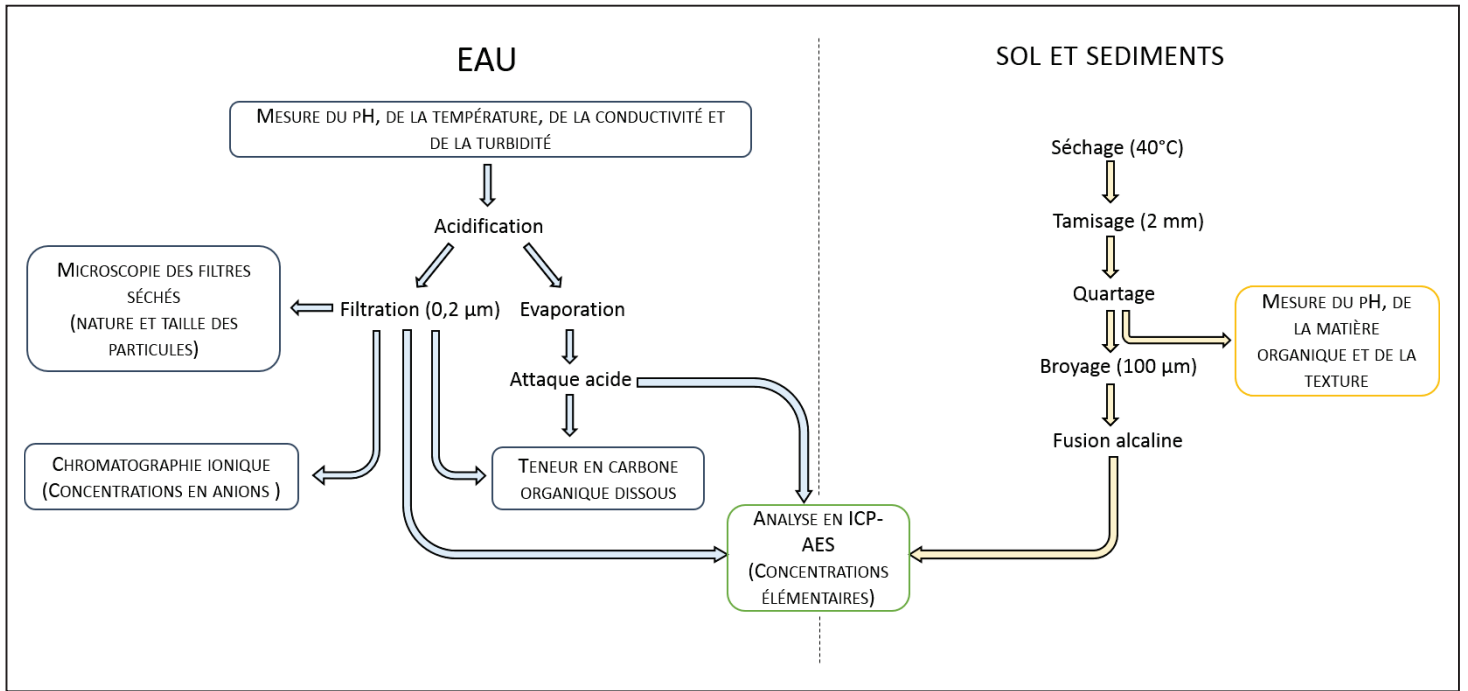 EAU
MESURE DU PH, DE LA TEMPÉRATURE, DE LA CONDUCTIVITÉ ET
DE LA TURBIDITÉ
Acidification
MICROSCOPIE DES FILTRES
SÉCHÉS
(NATURE ET TAILLE DES
PARTICULES)
Filtration (0,2 µm)
Evaporation
Attaque acide
CHROMATOGRAPHIE IONIQUE
(CONCENTRATIONS EN ANIONS )
TENEUR EN CARBONE
ORGANIQUE DISSOUS
ANALYSE EN ICP-
AES
(CONCENTRATIONS
ÉLÉMENTAIRES)
SOL ET SEDIMENTS
Séchage (40°C)
Tamisage (2 mm)
Quartage
MESURE DU PH, DE
LA MATIÈRE
ORGANIQUE ET DE LA
TEXTURE
Broyage (100 µm)
Fusion alcaline